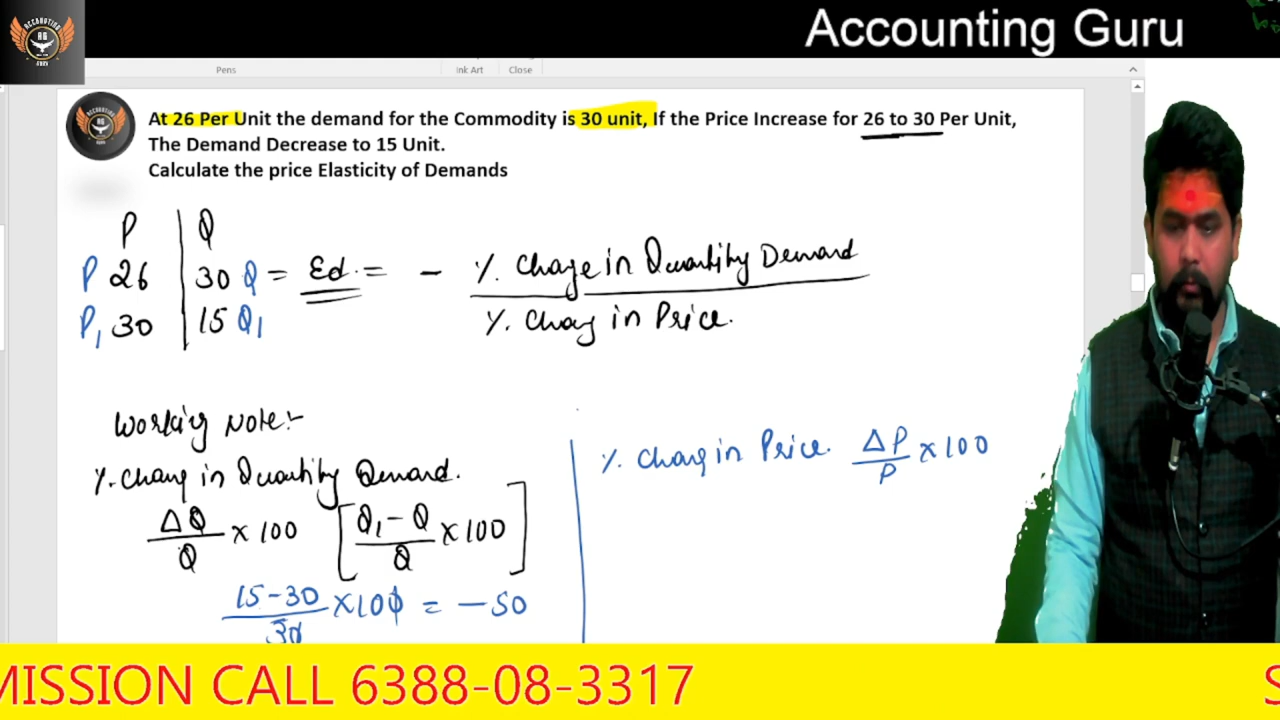 Accounting Guru
ACCOUNTING
AG
GURU
Pens Ink Art Close
At 26 Per Unit the demand for the Commodity is 30 unit, If the Price Increase for 26 to 30 Per Unit,
The Demand Decrease to 15 Unit.
Calculate the price Elasticity of Demands
P | Q
P 26 | 30 Q = Ed = - % Change in Quantity Demand
% Chang in Price.
P₁ 30 | 15 Q₁
Working Note:-
% Chang in Quantity Demand.
ΔQ/Q × 100 [Q₁-Q/Q × 100]
15-30/30 × 100 = -50
% Chang in Price. ΔP/P × 100
MISSION CALL 6388-08-3317 S